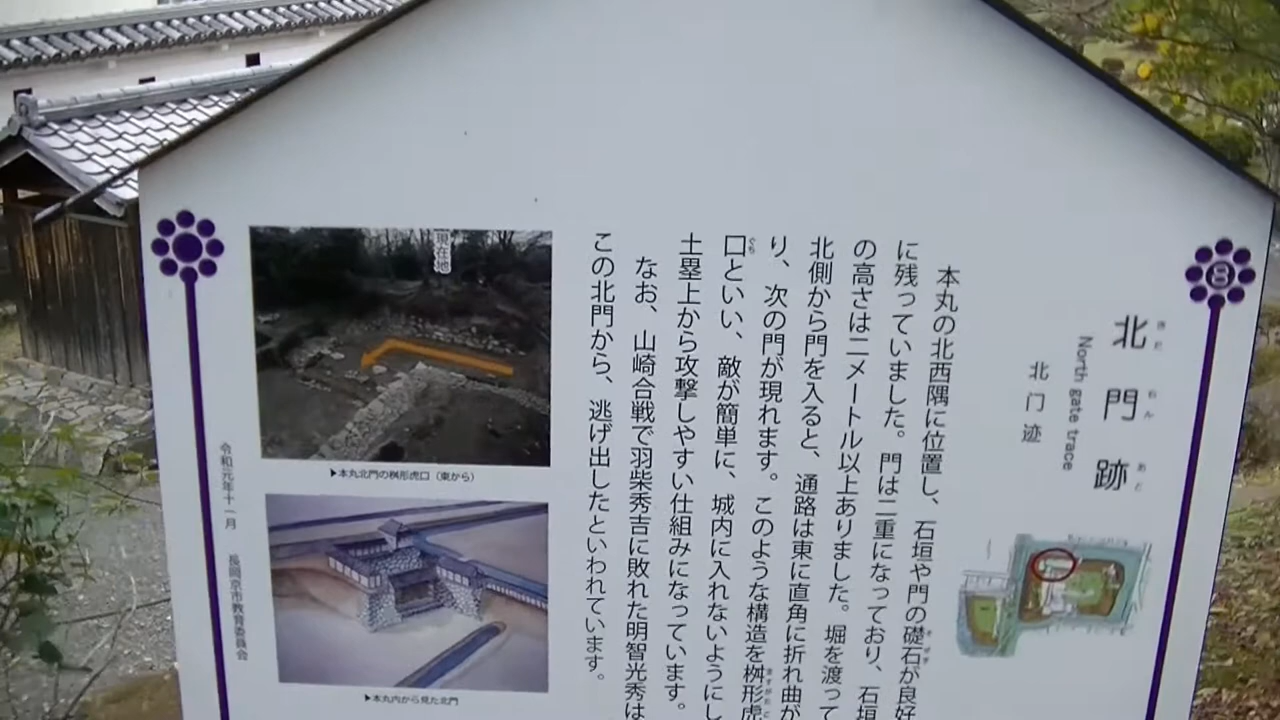 8
北門跡
きたもんあと
North gate trace
北门迹
本丸の北西隅に位置し、石垣や門の礎石が良好
に残っていました。門は二重になっており、石垣
の高さは二メートル以上ありました。堀を渡って
北側から門を入ると、通路は東に直角に折れ曲が
り、次の門が現れます。このような構造を桝形虎
口といい、敵が簡単に、城内に入れないようにし
土塁上から攻撃しやすい仕組みになっています。
なお、山崎合戦で羽柴秀吉に敗れた明智光秀は
この北門から、逃げ出したといわれています。
現在地
▶本丸北門の桝形虎口（東から）
▶本丸内から見た北門
令和元年十一月 長岡京市教育委員会